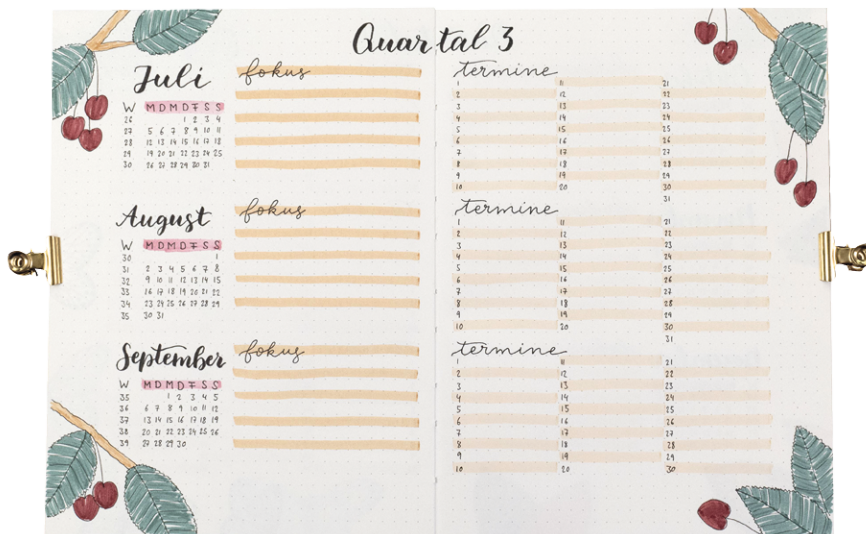 Quartal 3
Juli
W M D M D F S S
26 1 2 3 4
27 5 6 7 8 9 10 11
28 12 13 14 15 16 17 18
29 19 20 21 22 23 24 25
30 26 27 28 29 30 31
fokus
termine
1 11 21
2 12 22
3 13 23
4 14 24
5 15 25
6 16 26
7 17 27
8 18 28
9 19 29
10 20 30
31
August
W M D M D F S S
30 1
31 2 3 4 5 6 7 8
32 9 10 11 12 13 14 15
33 16 17 18 19 20 21 22
34 23 24 25 26 27 28 29
35 30 31
fokus
termine
1 11 21
2 12 22
3 13 23
4 14 24
5 15 25
6 16 26
7 17 27
8 18 28
9 19 29
10 20 30
31
September
W M D M D F S S
35 1 2 3 4 5
36 6 7 8 9 10 11 12
37 13 14 15 16 17 18 19
38 20 21 22 23 24 25 26
39 27 28 29 30
fokus
termine
1 11 21
2 12 22
3 13 23
4 14 24
5 15 25
6 16 26
7 17 27
8 18 28
9 19 29
10 20 30